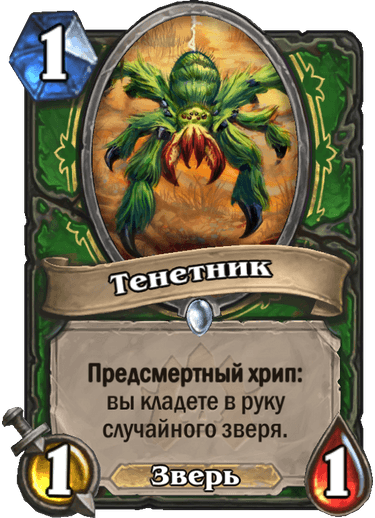 1
Тенетник
Предсмертный хрип:
вы кладете в руку
случайного зверя.
1
Зверь
1